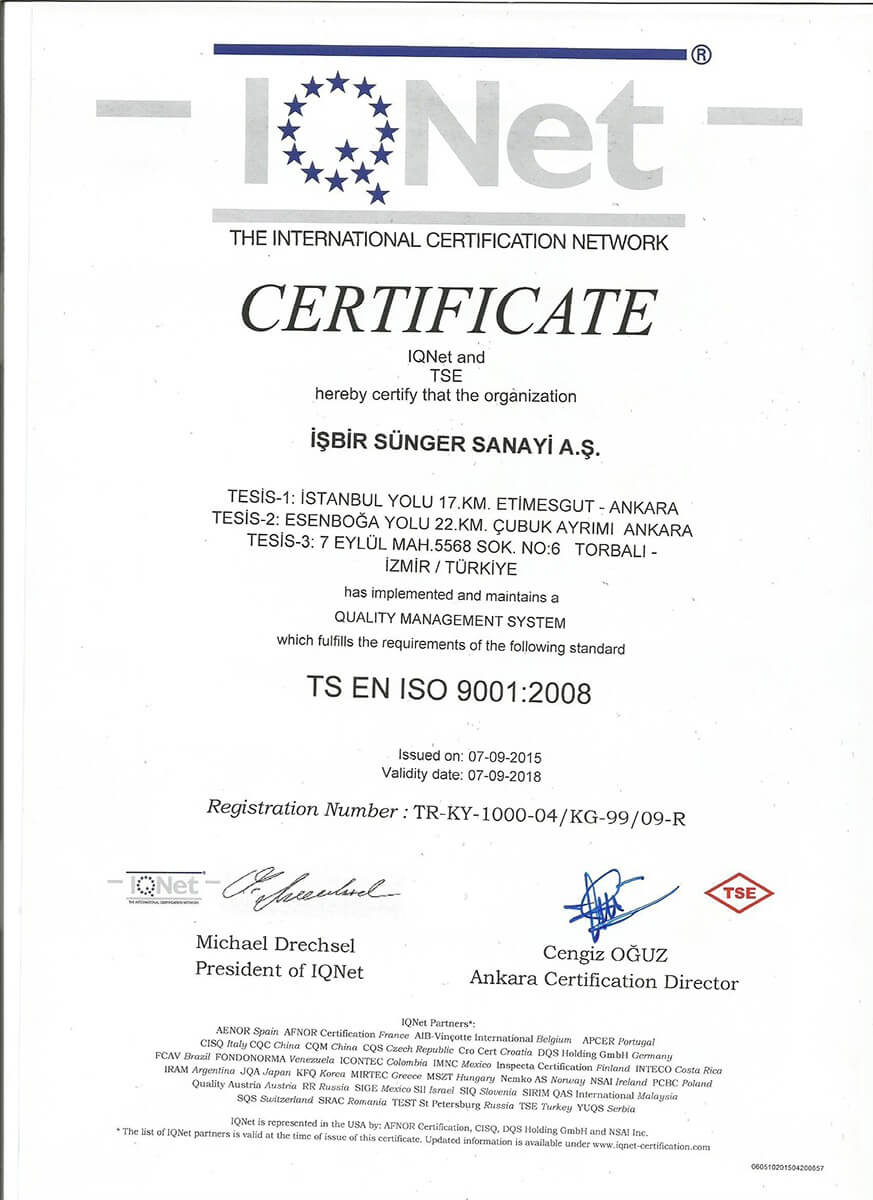 ®
IQNet
THE INTERNATIONAL CERTIFICATION NETWORK
CERTIFICATE
IQNet and
TSE
hereby certify that the organization
İŞBİR SÜNGER SANAYİ A.Ş.
TESİS-1: İSTANBUL YOLU 17.KM. ETİMESGUT - ANKARA
TESİS-2: ESENBOĞA YOLU 22.KM. ÇUBUK AYRIMI ANKARA
TESİS-3: 7 EYLÜL MAH.5568 SOK. NO:6 TORBALI -
İZMİR / TÜRKİYE
has implemented and maintains a
QUALITY MANAGEMENT SYSTEM
which fulfills the requirements of the following standard
TS EN ISO 9001:2008
Issued on: 07-09-2015
Validity date: 07-09-2018
Registration Number : TR-KY-1000-04/KG-99/09-R
IQNet
THE INTERNATIONAL CERTIFICATION NETWORK
TSE
Michael Drechsel
President of IQNet
Cengiz OĞUZ
Ankara Certification Director
IQNet Partners*:
AENOR Spain AFNOR Certification France AIB-Vinçotte International Belgium APCER Portugal
CISQ Italy CQC China CQM China CQS Czech Republic Cro Cert Croatia DQS Holding GmbH Germany
FCAV Brazil FONDONORMA Venezuela ICONTEC Colombia IMNC Mexico Inspecta Certification Finland INTECO Costa Rica
IRAM Argentina JQA Japan KFQ Korea MIRTEC Greece MSZT Hungary Nemko AS Norway NSAI Ireland PCBC Poland
Quality Austria Austria RR Russia SIGE Mexico SII Israel SIQ Slovenia SIRIM QAS International Malaysia
SQS Switzerland SRAC Romania TEST St Petersburg Russia TSE Turkey YUQS Serbia
IQNet is represented in the USA by: AFNOR Certification, CISQ, DQS Holding GmbH and NSAI Inc.
* The list of IQNet partners is valid at the time of issue of this certificate. Updated information is available under www.iqnet-certification.com
060510201504200057